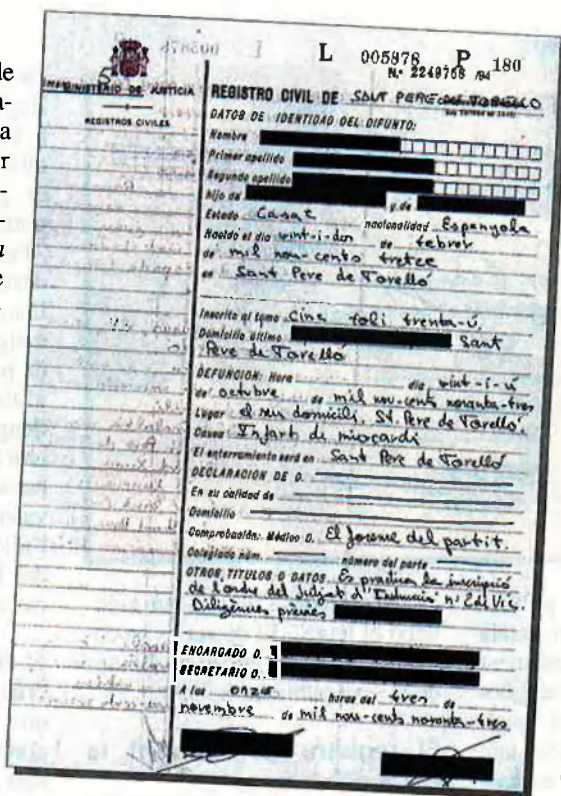 de
a-
a
r
-
-
u
e
L 005878 P 180
N.º 2249758 /94
MINISTERIO DE JUSTICIA
REGISTROS CIVILES
REGISTRO CIVIL DE SANT PERE DE TORELLÓ
DATOS DE IDENTIDAD DEL DIFUNTO:
Nombre
Primer apellido
Segundo apellido
hijo de y de
Estado Casat nacionalidad Espanyola
Nacido el día vint-i-dos de febrer
de mil nou-cents tretze
en Sant Pere de Torelló
Inscrito al tomo Cinc foli trenta-ú.
Domicilio último Sant
Pere de Torelló
DEFUNCION: Hora día vint-i-ú
de octubre de mil nou-cents noranta-tres
Lugar el seu domicili, St. Pere de Torelló.
Causa Infart de miocardi
El enterramiento será en Sant Pere de Torelló
DECLARACION DE D.
En su calidad de
Domicilio
Comprobación: Médico D. El forense del partit.
Colegiado núm. número del parte
OTROS TITULOS O DATOS Es practica la inscripció
de l'ordre del Jutjat d'Instrucció nº 2 de Vic.
Diligències prèvies
ENCARGADO D.
SECRETARIO D.
A las onze horas del tres de
novembre de mil nou-cents noranta-tres